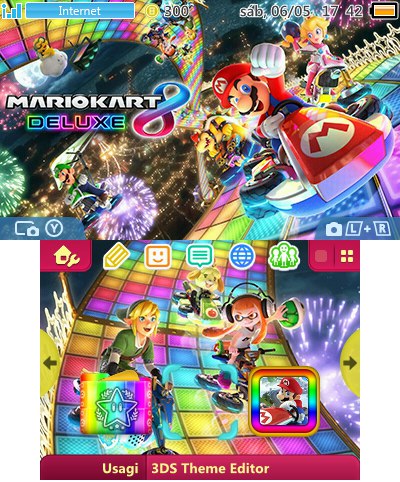 Internet
300
sáb, 06/05. 17 42
MARIOKART 8
DELUXE
Y
L + R
Usagi
3DS Theme Editor